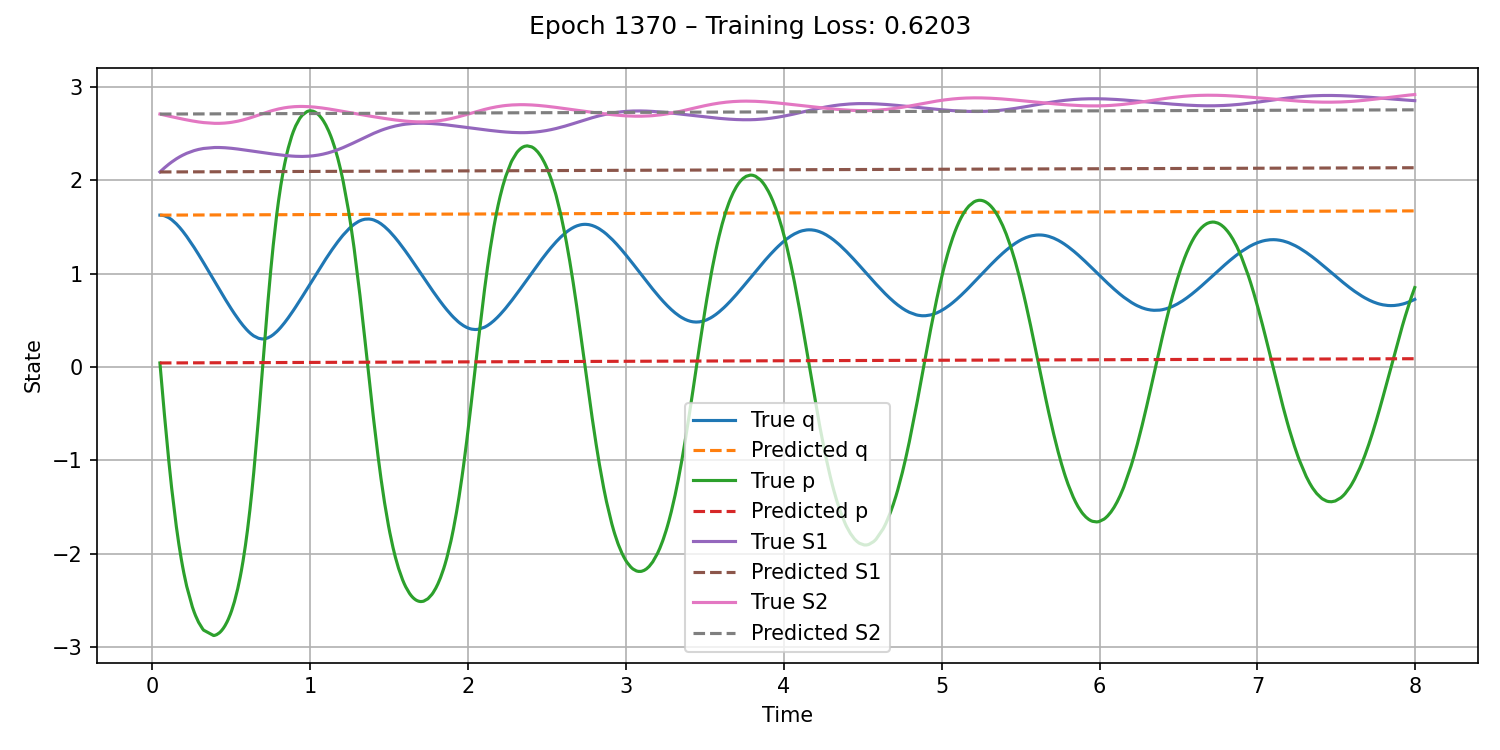 Epoch 1370 – Training Loss: 0.6203
3
2
1
0
−1
−2
−3
State
True q
Predicted q
True p
Predicted p
True S1
Predicted S1
True S2
Predicted S2
0 1 2 3 4 5 6 7 8
Time